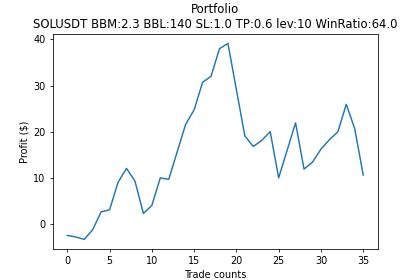 Portfolio
SOLUSDT BBM:2.3 BBL:140 SL:1.0 TP:0.6 lev:10 WinRatio:64.0
Profit ($)
40
30
20
10
0
0 5 10 15 20 25 30 35
Trade counts